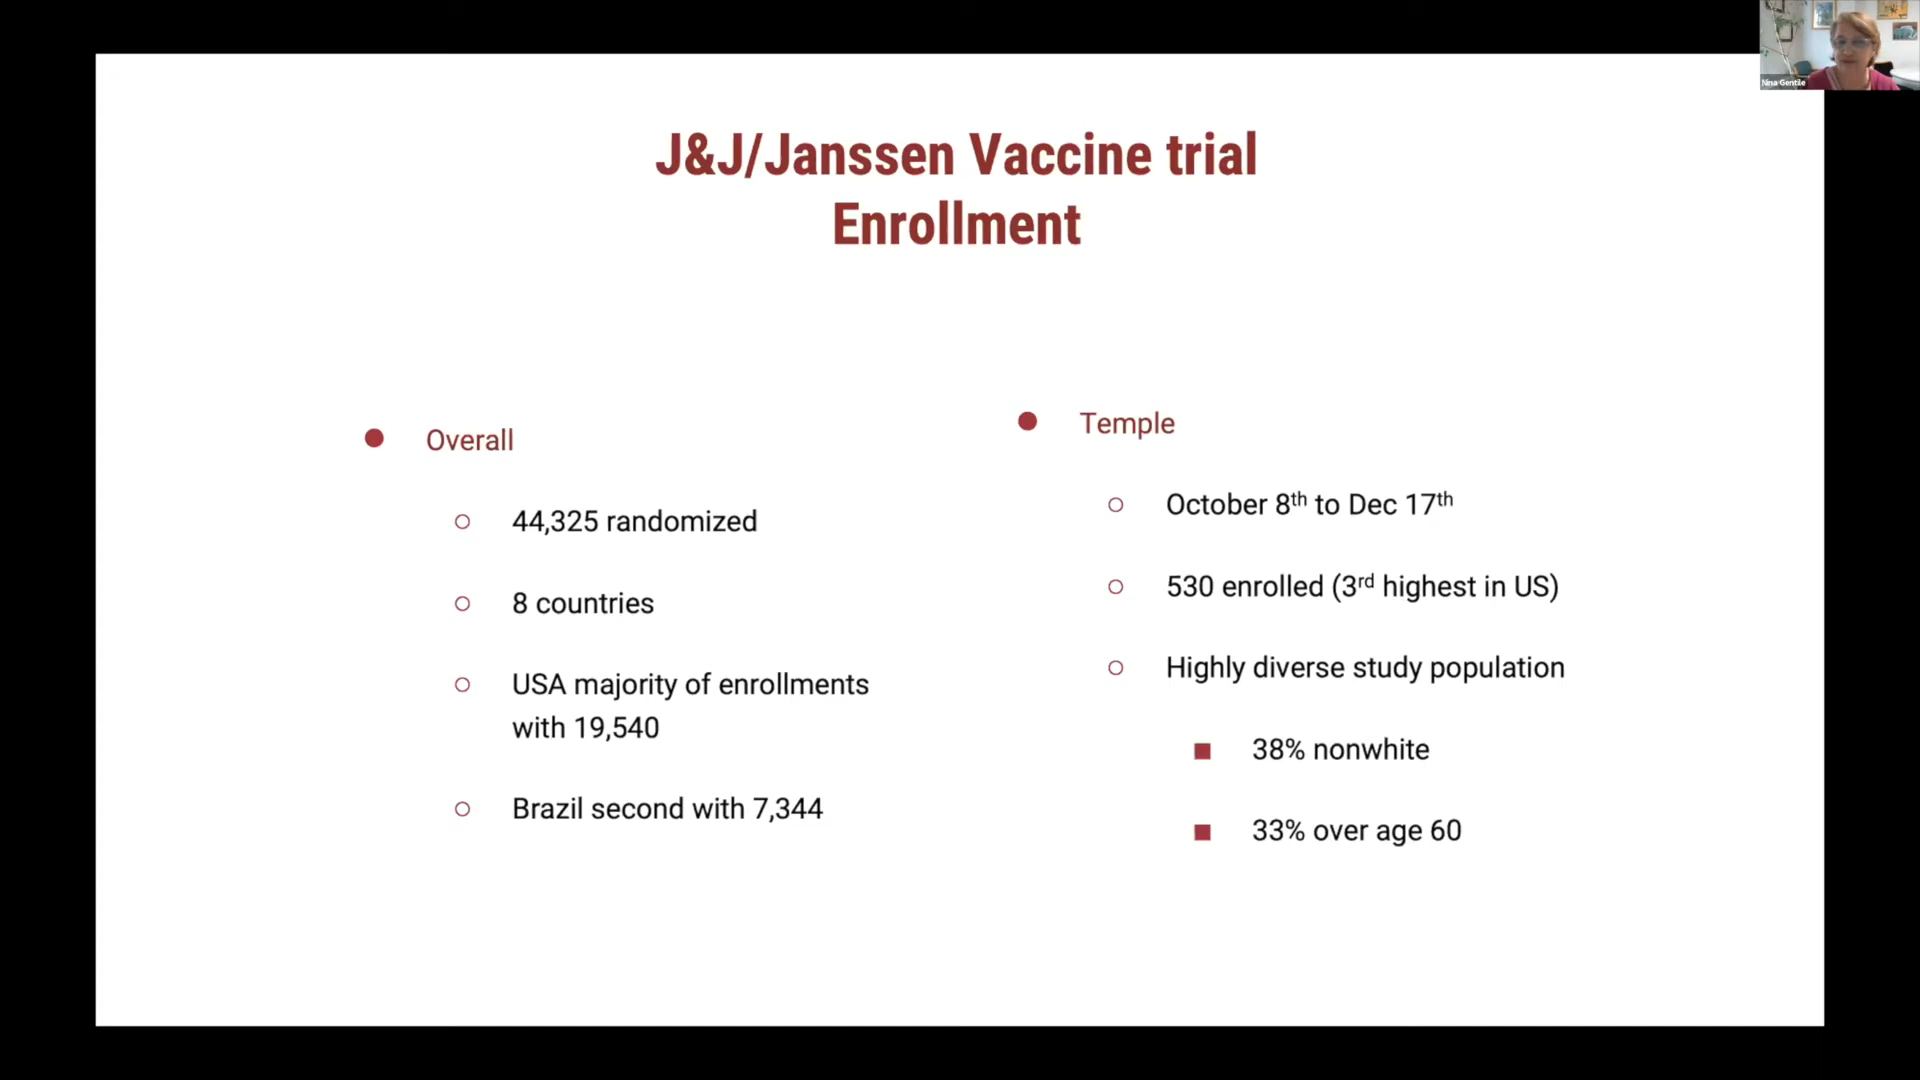 Nina Gentile
J&J/Janssen Vaccine trial
Enrollment
Overall
44,325 randomized
8 countries
USA majority of enrollments
with 19,540
Brazil second with 7,344
Temple
October 8th to Dec 17th
530 enrolled (3rd highest in US)
Highly diverse study population
38% nonwhite
33% over age 60